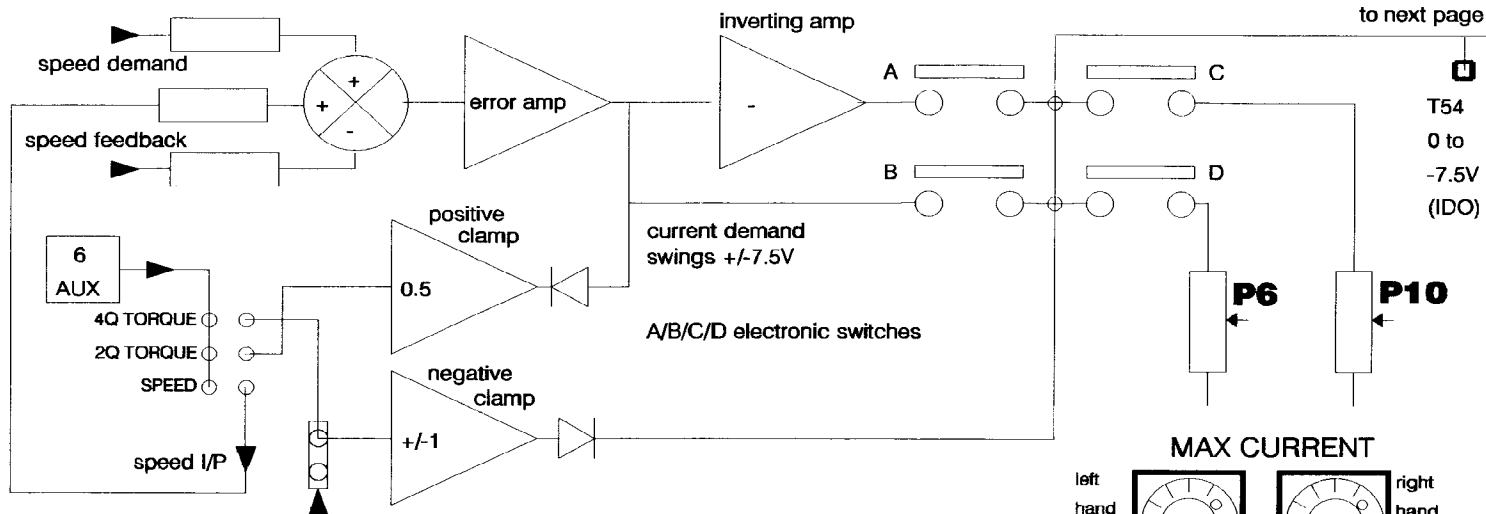 inverting amp
to next page
speed demand
A
C
+
+
-
error amp
-
T54
0 to
-7.5V
(IDO)
speed feedback
B
D
positive
clamp
current demand
swings +/-7.5V
6
AUX
0.5
P6
P10
4Q TORQUE
2Q TORQUE
SPEED
A/B/C/D electronic switches
negative
clamp
+/-1
speed I/P
MAX CURRENT
left
hand
right
hand